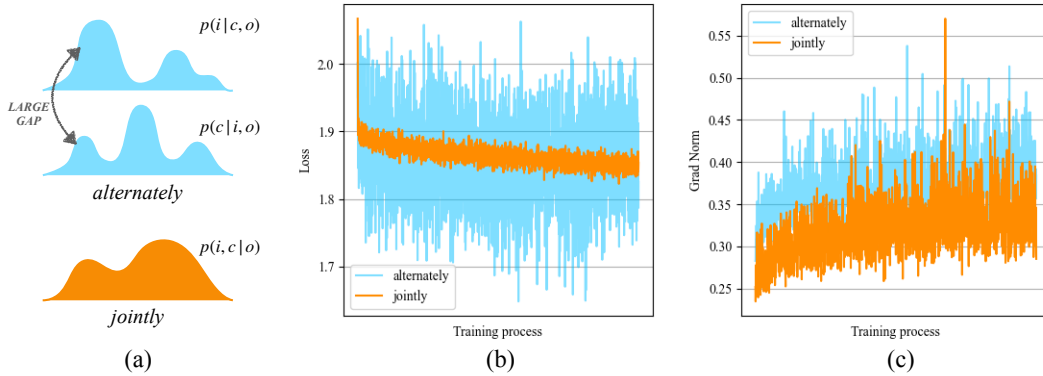 p(i|c, o)
LARGE
GAP
p(c|i, o)
alternately
p(i, c|o)
jointly
(a)
2.0
1.9
1.8
1.7
Loss
alternately
jointly
Training process
(b)
alternately
jointly
0.55
0.50
0.45
0.40
0.35
0.30
0.25
Grad Norm
Training process
(c)